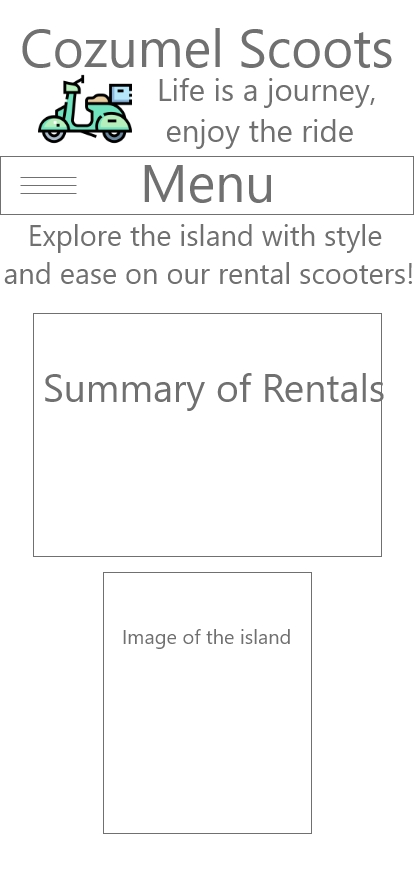 Cozumel Scoots
Life is a journey,
enjoy the ride
Menu
Explore the island with style
and ease on our rental scooters!
Summary of Rentals
Image of the island